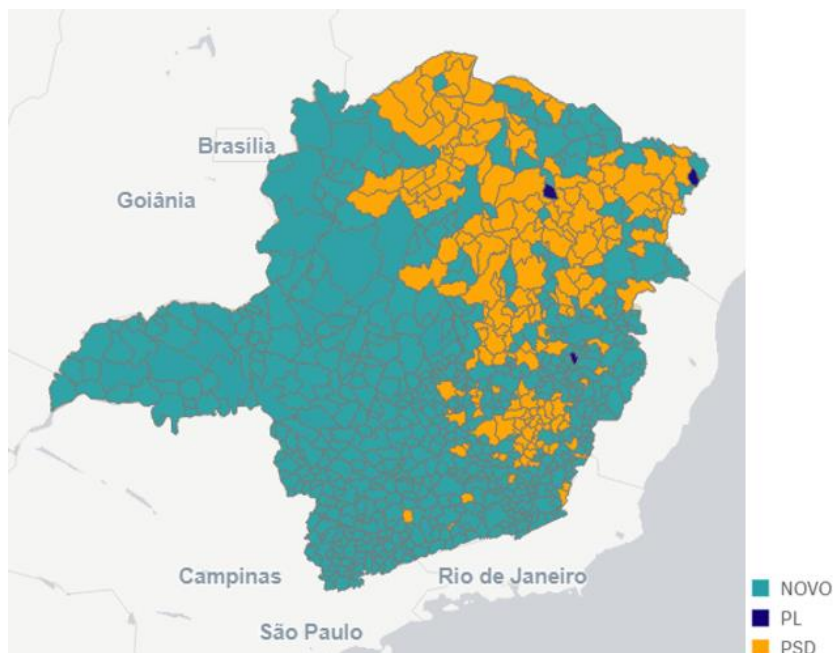 Brasília
Goiânia
Campinas
Rio de Janeiro
São Paulo
NOVO
PL
PSD